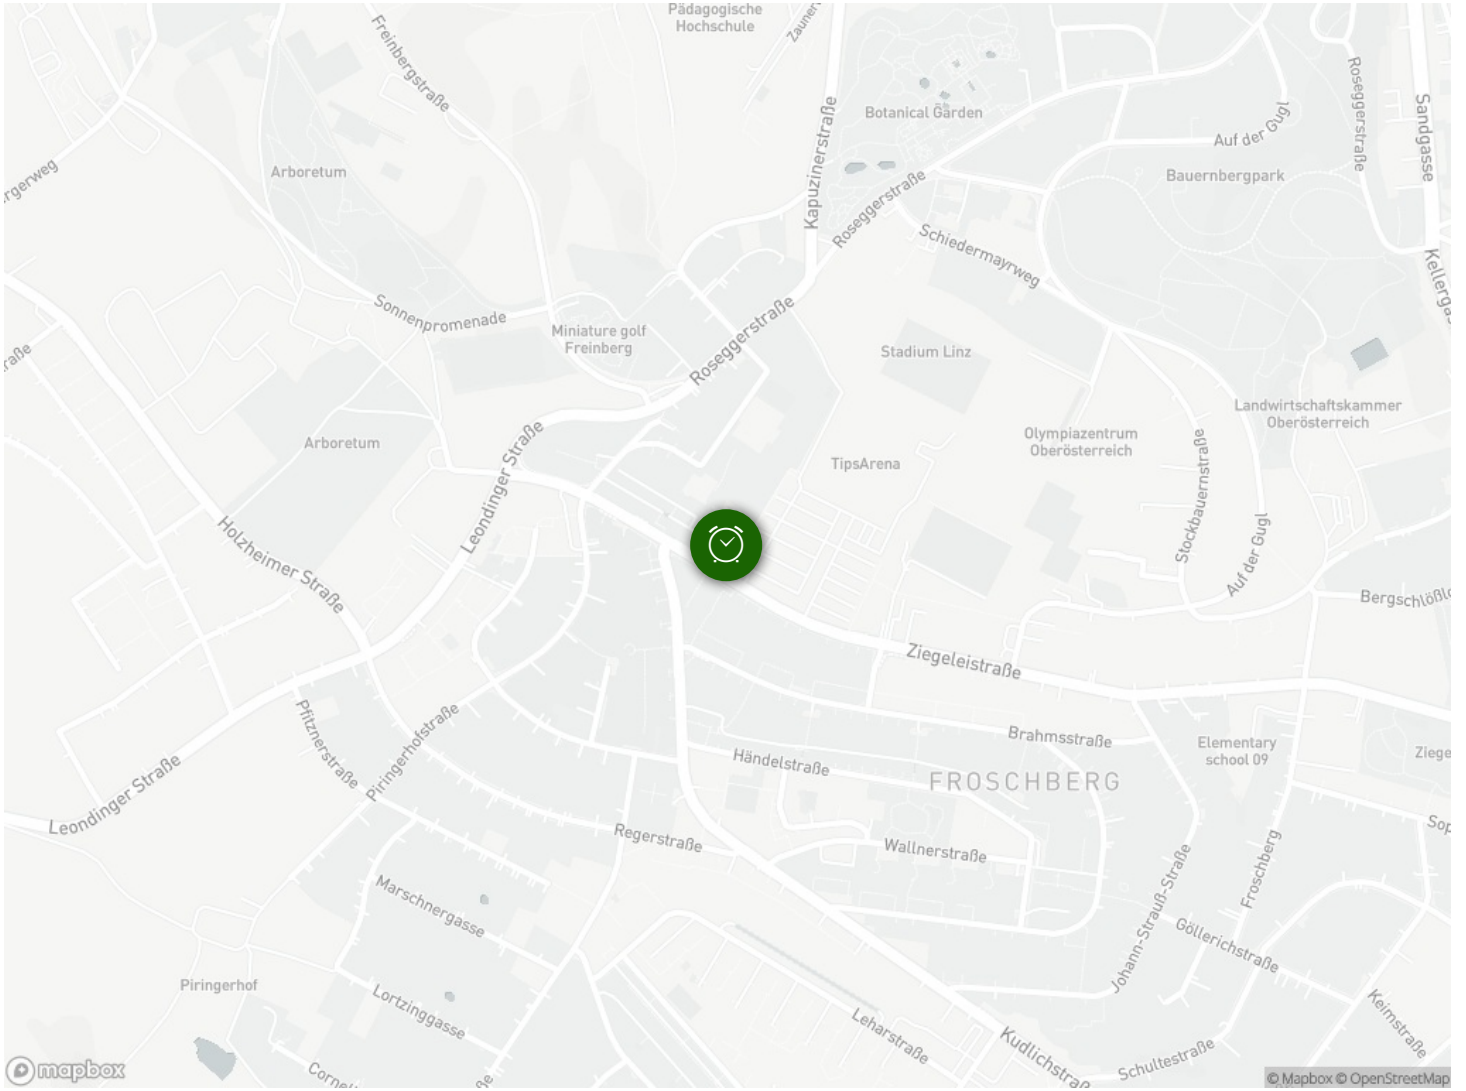 Pädagogische
Hochschule
Freinbergstraße
Botanical Garden
Kapuzinerstraße
Auf der Gugl
Roseggerstraße
Sandgasse
Arboretum
Bauernbergpark
Roseggerstraße
Schiedermayrweg
Sonnenpromenade
Miniature golf
Freinberg
Roseggerstraße
Stadium Linz
Arboretum
Leondinger Straße
TipsArena
Olympiazentrum
Oberösterreich
Landwirtschaftskammer
Oberösterreich
Stockbauernstraße
Auf der Gugl
Holzheimer Straße
Ziegeleistraße
Pfitznerstraße
Piringerhofstraße
Brahmsstraße
Elementary
school 09
Händelstraße
FROSCHBERG
Leondinger Straße
Regerstraße
Wallnerstraße
Froschberg
Johann-Strauß-Straße
Marschnergasse
Göllerichstraße
Piringerhof
Lortzinggasse
Leharstraße
Keimstraße
Schultestraße
mapbox
© Mapbox © OpenStreetMap